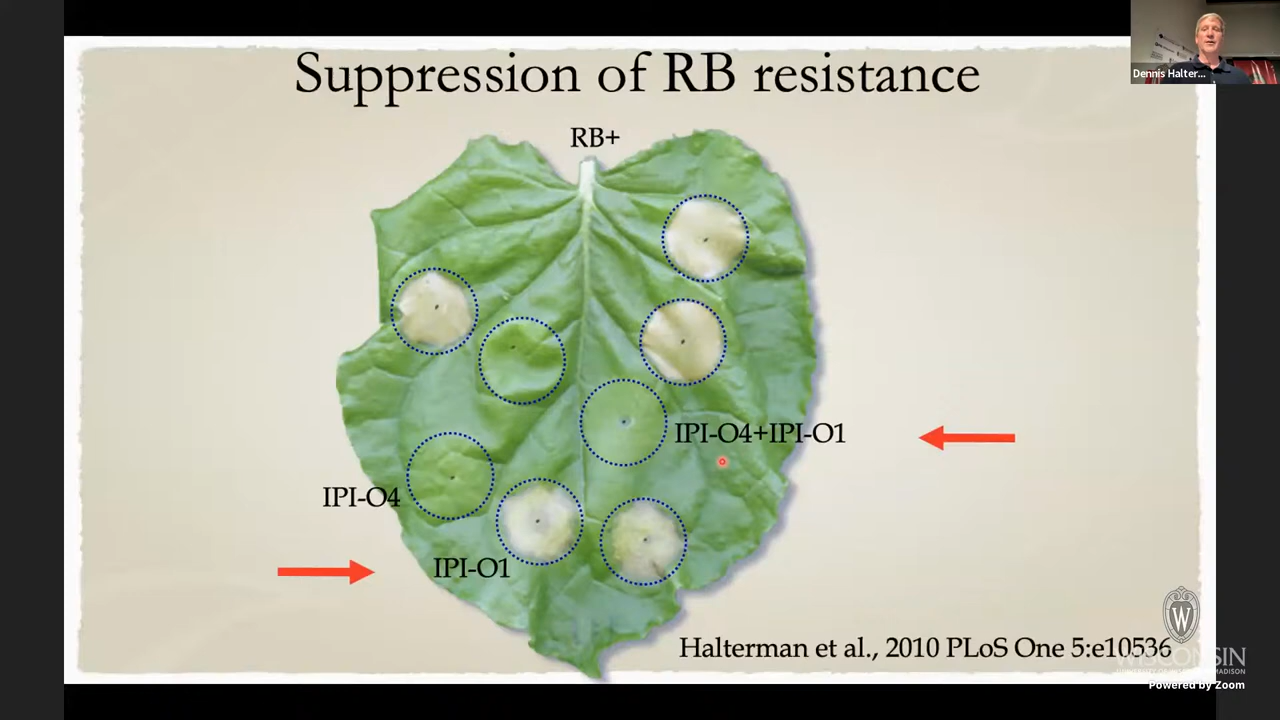 Suppression of RB resistance
Dennis Halter...
RB+
IPI-O4+IPI-O1
IPI-O4
IPI-O1
Halterman et al., 2010 PLoS One 5:e10536
W
WISCONSIN
Powered by Zoom